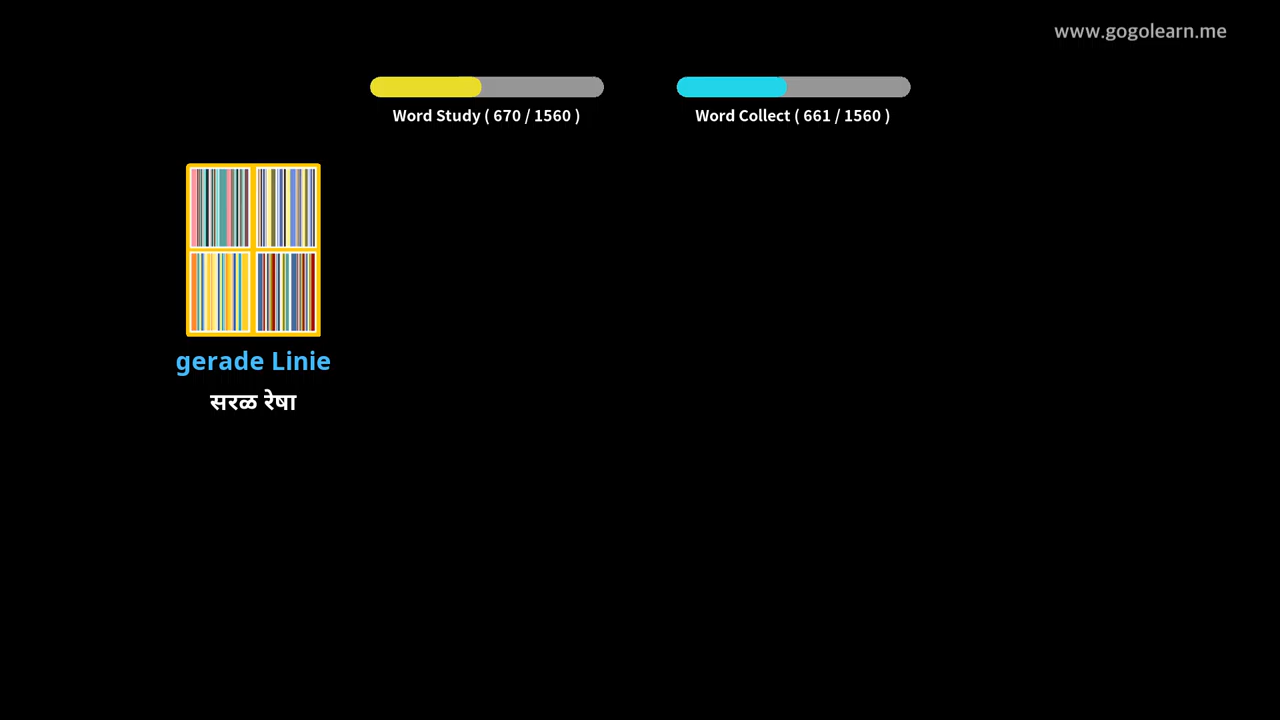 www.gogolearn.me
Word Study ( 670 / 1560 )
Word Collect ( 661 / 1560 )
gerade Linie
सरळ रेषा